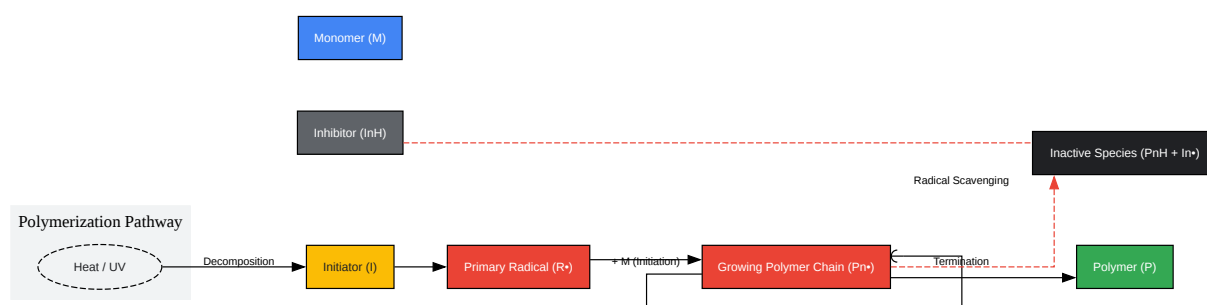 Monomer (M)
Inhibitor (InH)
Inactive Species (PnH + In•)
Radical Scavenging
Polymerization Pathway
Heat / UV
Decomposition
Initiator (I)
Primary Radical (R•)
+ M (Initiation)
Growing Polymer Chain (Pn•)
Termination
Polymer (P)